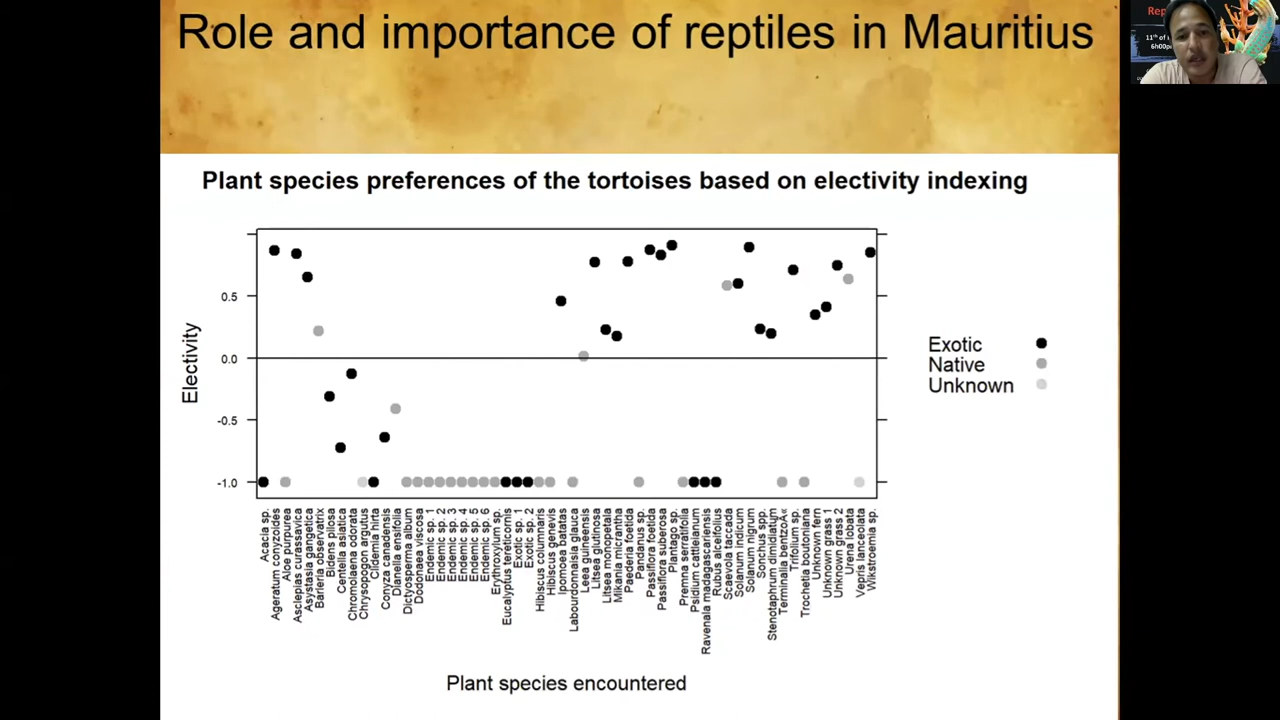 Role and importance of reptiles in Mauritius
Rep
11th of
6h00p
Plant species preferences of the tortoises based on electivity indexing
Electivity
0.5
0.0
-0.5
-1.0
Exotic
Native
Unknown
Acacia sp.
Ageratum conyzoides
Aloe purpurea
Asclepias curassavica
Asystasia gangetica
Barleria observatrix
Bidens pilosa
Centella asiatica
Chromolaena odorata
Chrysopogon argutus
Clidemia hirta
Conyza canadensis
Dianella ensifolia
Dictyosperma album
Dodonaea viscosa
Endemic sp. 1
Endemic sp. 2
Endemic sp. 3
Endemic sp. 4
Endemic sp. 5
Endemic sp. 6
Erythroxylum sp.
Eucalyptus tereticornis
Exotic sp. 1
Exotic sp. 2
Hibiscus columnaris
Hibiscus genevis
Ipomoea batatas
Labourdonnaisia glauca
Leea guineensis
Litsea glutinosa
Litsea monopetala
Mikania micrantha
Paederia foetida
Pandanus sp.
Passiflora foetida
Passiflora suberosa
Plantago sp.
Premna serratifolia
Psidium cattleianum
Ravenala madagascariensis
Rubus alceifolius
Scaevola taccada
Solanum indicum
Solanum nigrum
Sonchus spp.
Stenotaphrum dimidiatum
Terminalia bentzoÃ«
Trifolium sp.
Trochetia boutoniana
Unknown fern
Unknown grass 1
Unknown grass 2
Urena lobata
Vepris lanceolata
Wikstroemia sp.
Plant species encountered